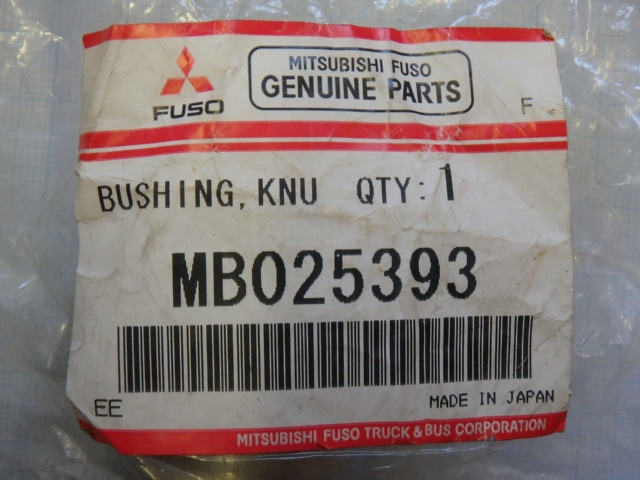 FUSO
MITSUBISHI FUSO
GENUINE PARTS
F
BUSHING, KNU QTY: 1
MB025393
EE
MADE IN JAPAN
MITSUBISHI FUSO TRUCK & BUS CORPORATION